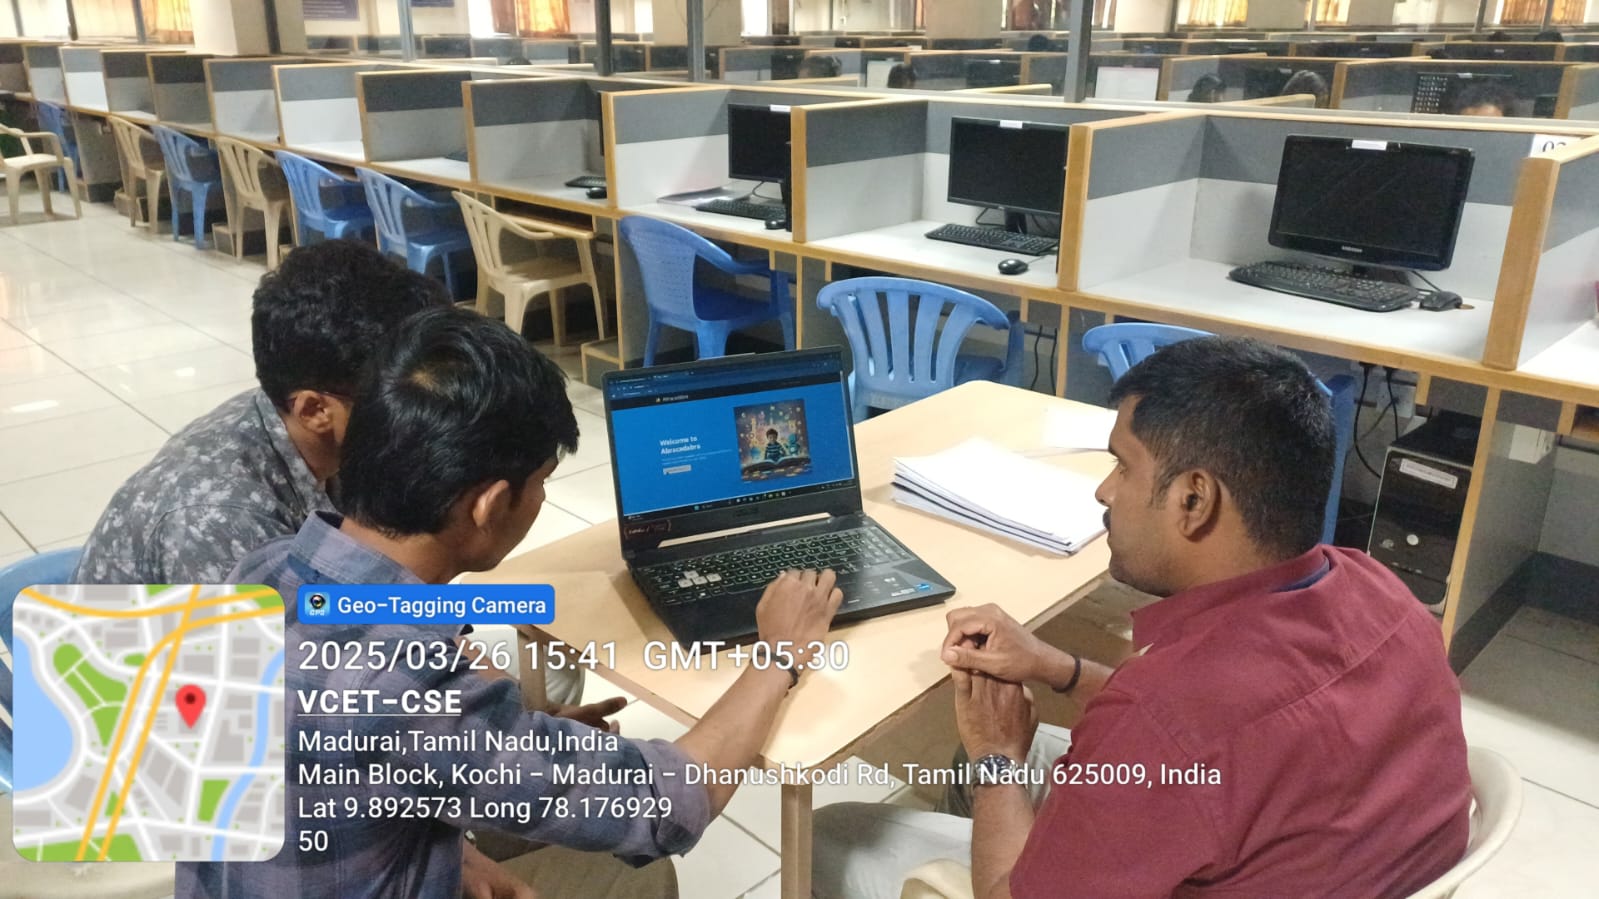 Welcome to
Abracadabra
Geo-Tagging Camera
2025/03/26 15:41 GMT+05:30
VCET-CSE
Madurai,Tamil Nadu,India
Main Block, Kochi - Madurai - Dhanushkodi Rd, Tamil Nadu 625009, India
Lat 9.892573 Long 78.176929
50